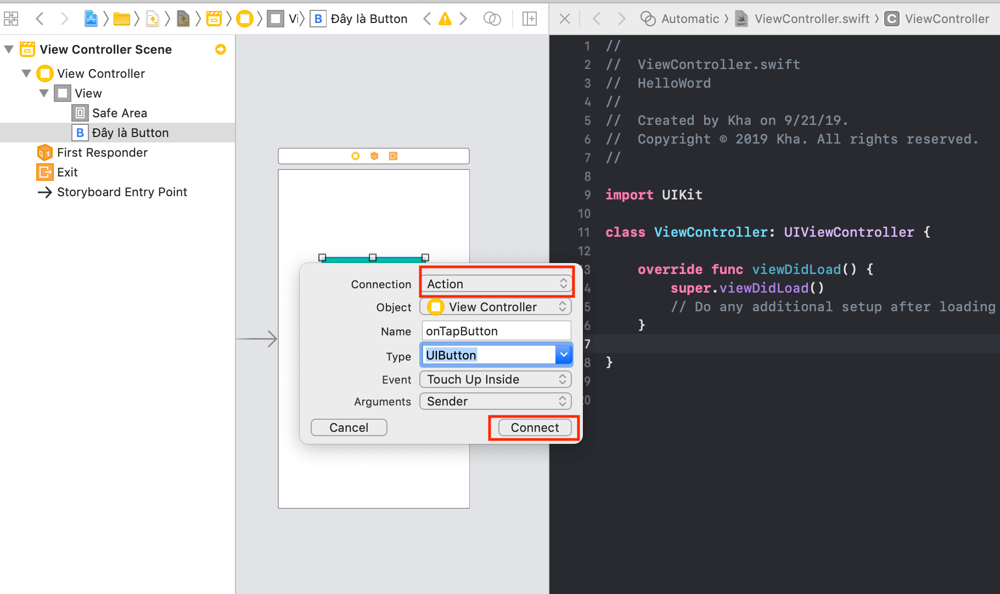 Vi
B
Đây là Button
Automatic
ViewController.swift
C
ViewController
View Controller Scene
View Controller
View
Safe Area
B
Đây là Button
First Responder
Exit
Storyboard Entry Point
Connection
Action
Object
View Controller
Name
onTapButton
Type
UIButton
Event
Touch Up Inside
Arguments
Sender
Cancel
Connect
1 //
2 //  ViewController.swift
3 //  HelloWord
4 //
5 //  Created by Kha on 9/21/19.
6 //  Copyright © 2019 Kha. All rights reserved.
7 //
8
9 import UIKit
10
11 class ViewController: UIViewController {
12
3     override func viewDidLoad() {
4         super.viewDidLoad()
5         // Do any additional setup after loading
6     }
7
8 }
9
0